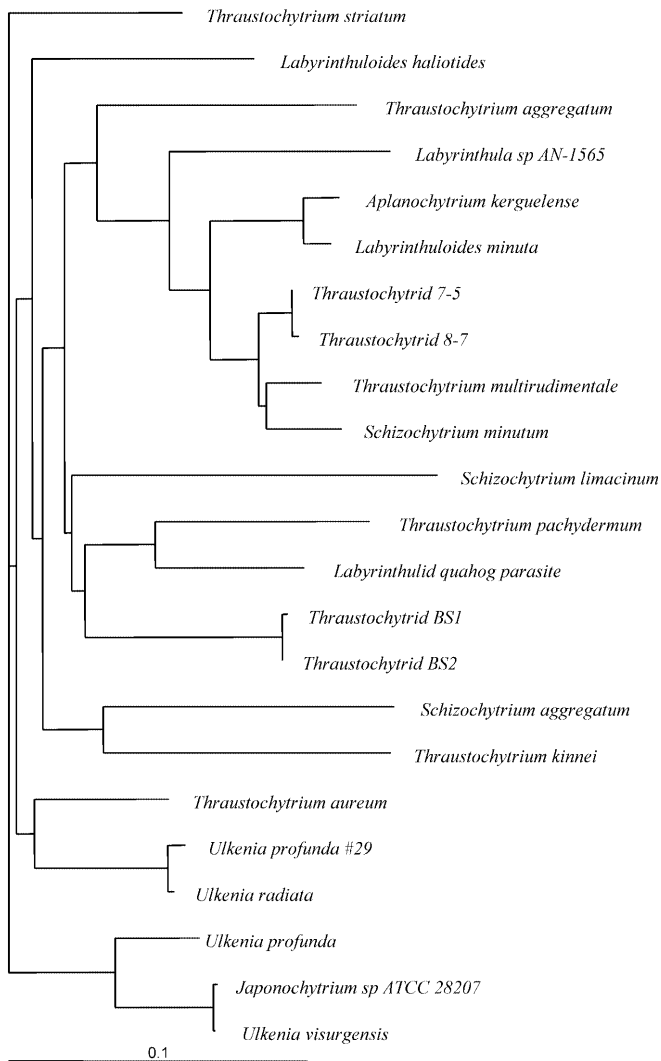 Thraustochytrium striatum
Labyrinthuloides haliotides
Thraustochytrium aggregatum
Labyrinthula sp AN-1565
Aplanochytrium kerguelense
Labyrinthuloides minuta
Thraustochytrid 7-5
Thraustochytrid 8-7
Thraustochytrium multirudimentale
Schizochytrium minutum
Schizochytrium limacinum
Thraustochytrium pachydermum
Labyrinthulid quahog parasite
Thraustochytrid BS1
Thraustochytrid BS2
Schizochytrium aggregatum
Thraustochytrium kinnei
Thraustochytrium aureum
Ulkenia profunda #29
Ulkenia radiata
Ulkenia profunda
Japonochytrium sp ATCC 28207
Ulkenia visurgensis
0.1